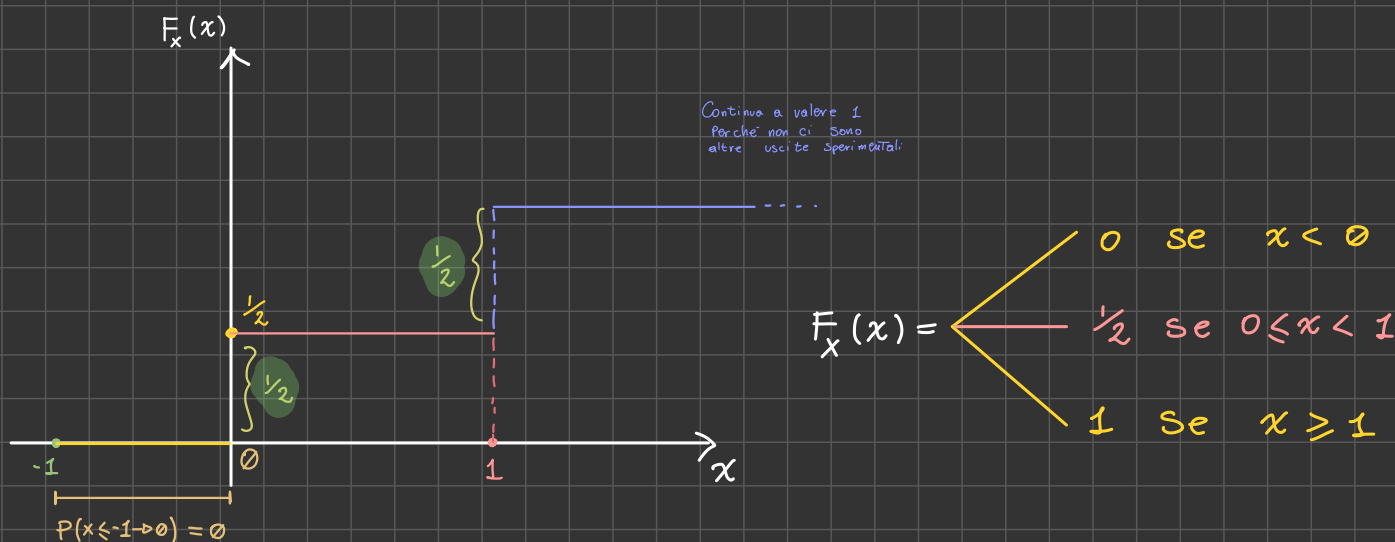 Fx(x)
Continua a valere 1
Perché non ci sono
altre uscite sperimentali
1/2
1/2
1/2
-1
0
1
x
P(x≤-1→0) = 0
Fx(x) =
0 se x < 0
1/2 se 0≤x < 1
1 Se x ≥ 1